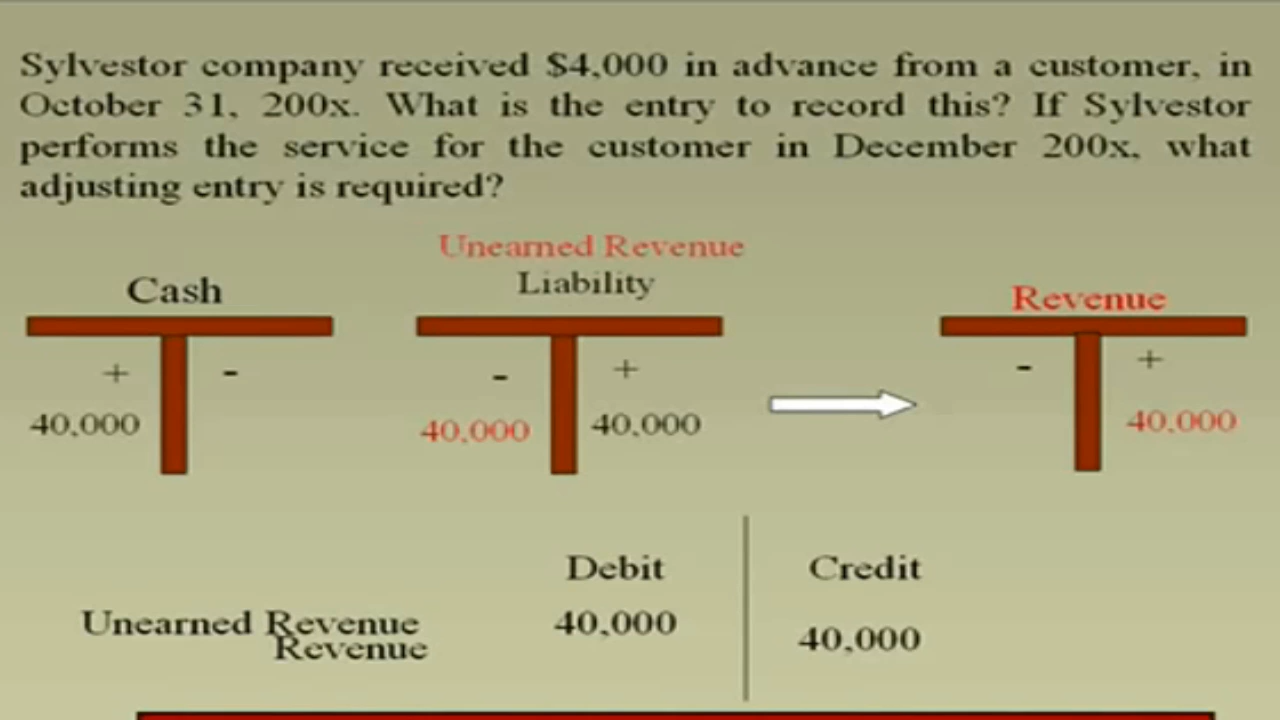 Sylvestor company received $4,000 in advance from a customer, in
October 31, 200x. What is the entry to record this? If Sylvestor
performs the service for the customer in December 200x, what
adjusting entry is required?
Unearned Revenue
Cash Liability Revenue
+ - - + - +
40,000 40,000 40,000 40,000
Debit Credit
Unearned Revenue 40,000
Revenue 40,000